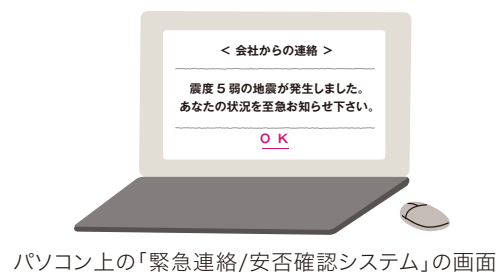 < 会社からの連絡 >
震度５弱の地震が発生しました。
あなたの状況を至急お知らせ下さい。
ＯＫ
パソコン上の「緊急連絡/安否確認システム」の画面